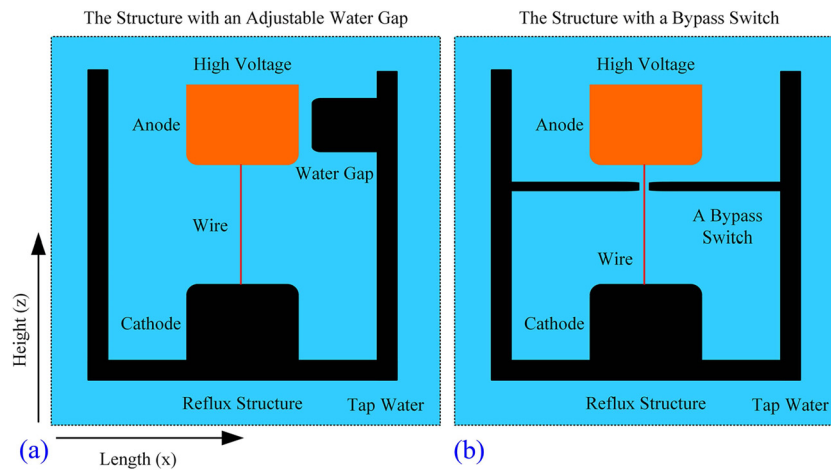 The Structure with an Adjustable Water Gap
High Voltage
Anode
Water Gap
Wire
Cathode
Reflux Structure
Tap Water
Height (z)
Length (x)
(a)
The Structure with a Bypass Switch
High Voltage
Anode
A Bypass
Switch
Wire
Cathode
Reflux Structure
Tap Water
(b)